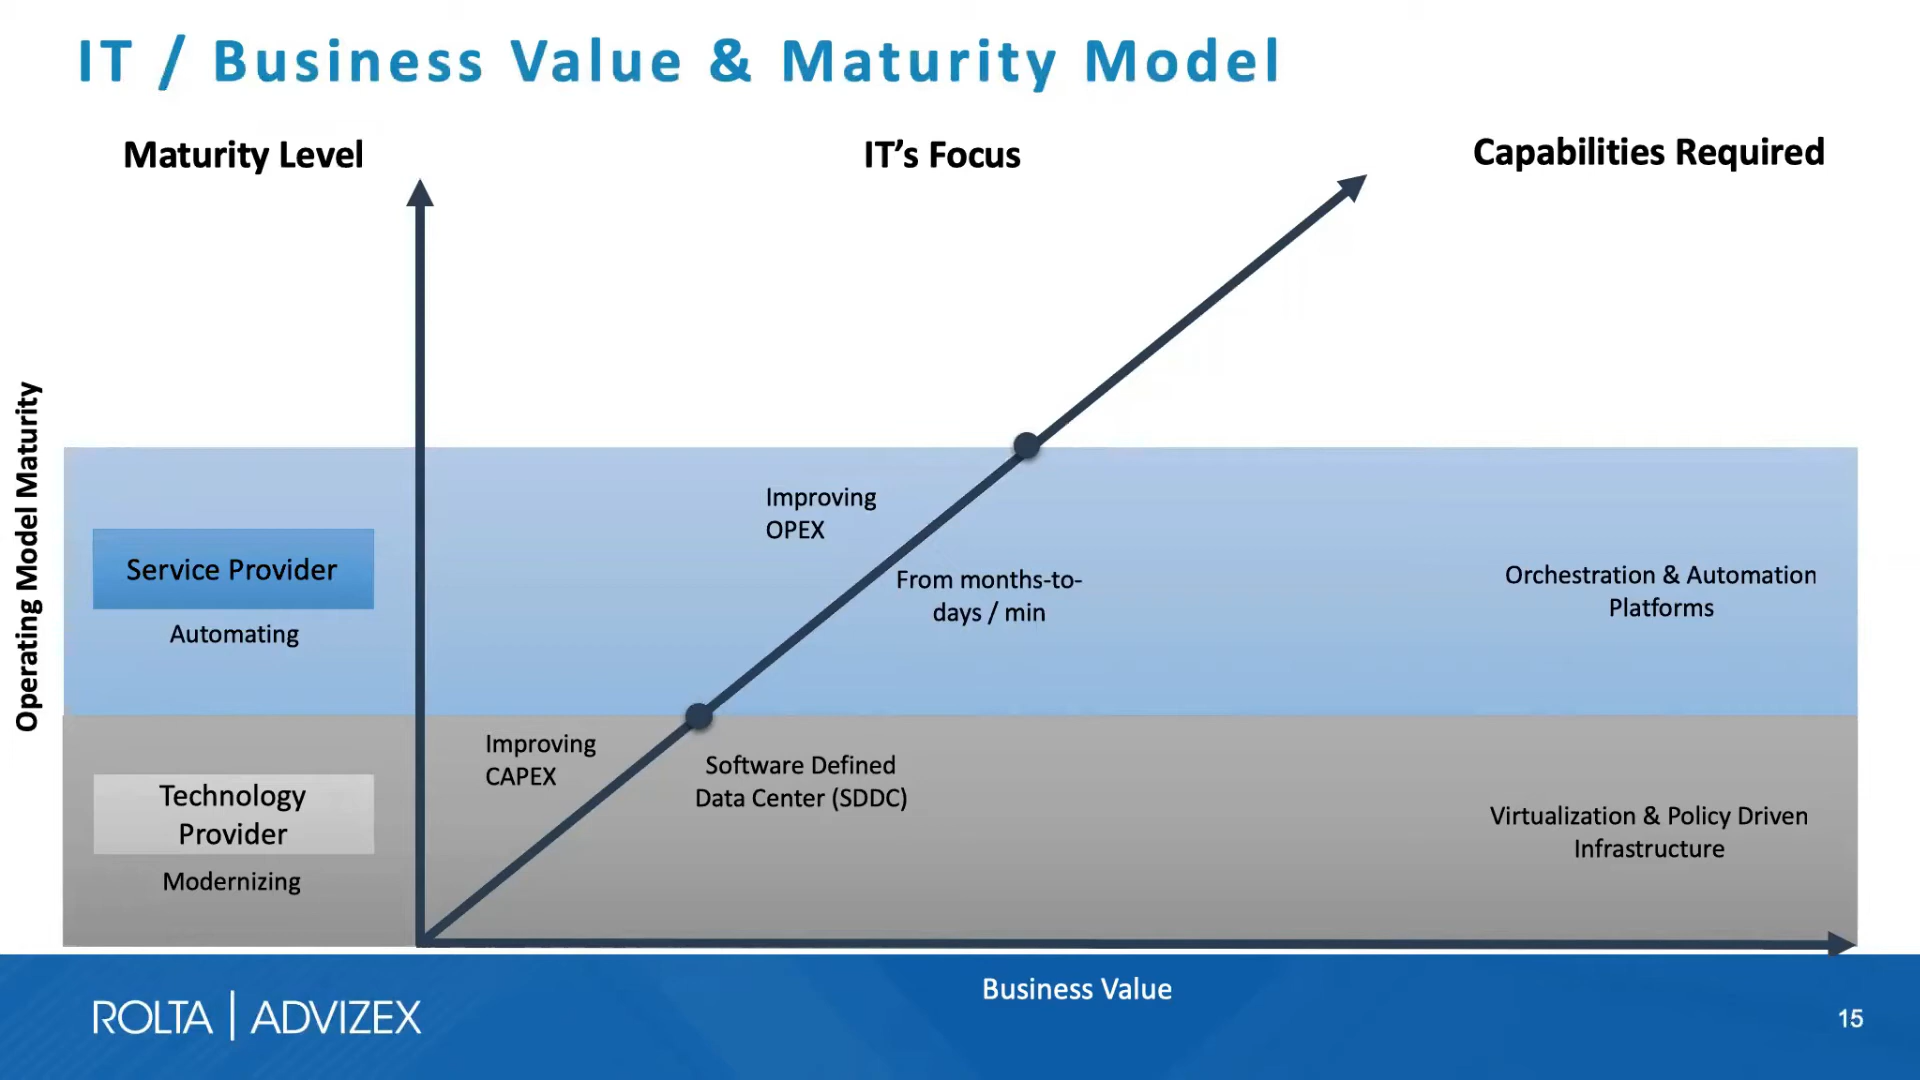 IT / Business Value & Maturity Model
Maturity Level
IT’s Focus
Capabilities Required
Operating Model Maturity
Service Provider
Automating
Improving
OPEX
From months-to-
days / min
Orchestration & Automation
Platforms
Technology
Provider
Modernizing
Improving
CAPEX
Software Defined
Data Center (SDDC)
Virtualization & Policy Driven
Infrastructure
Business Value
ROLTA | ADVIZEX
15